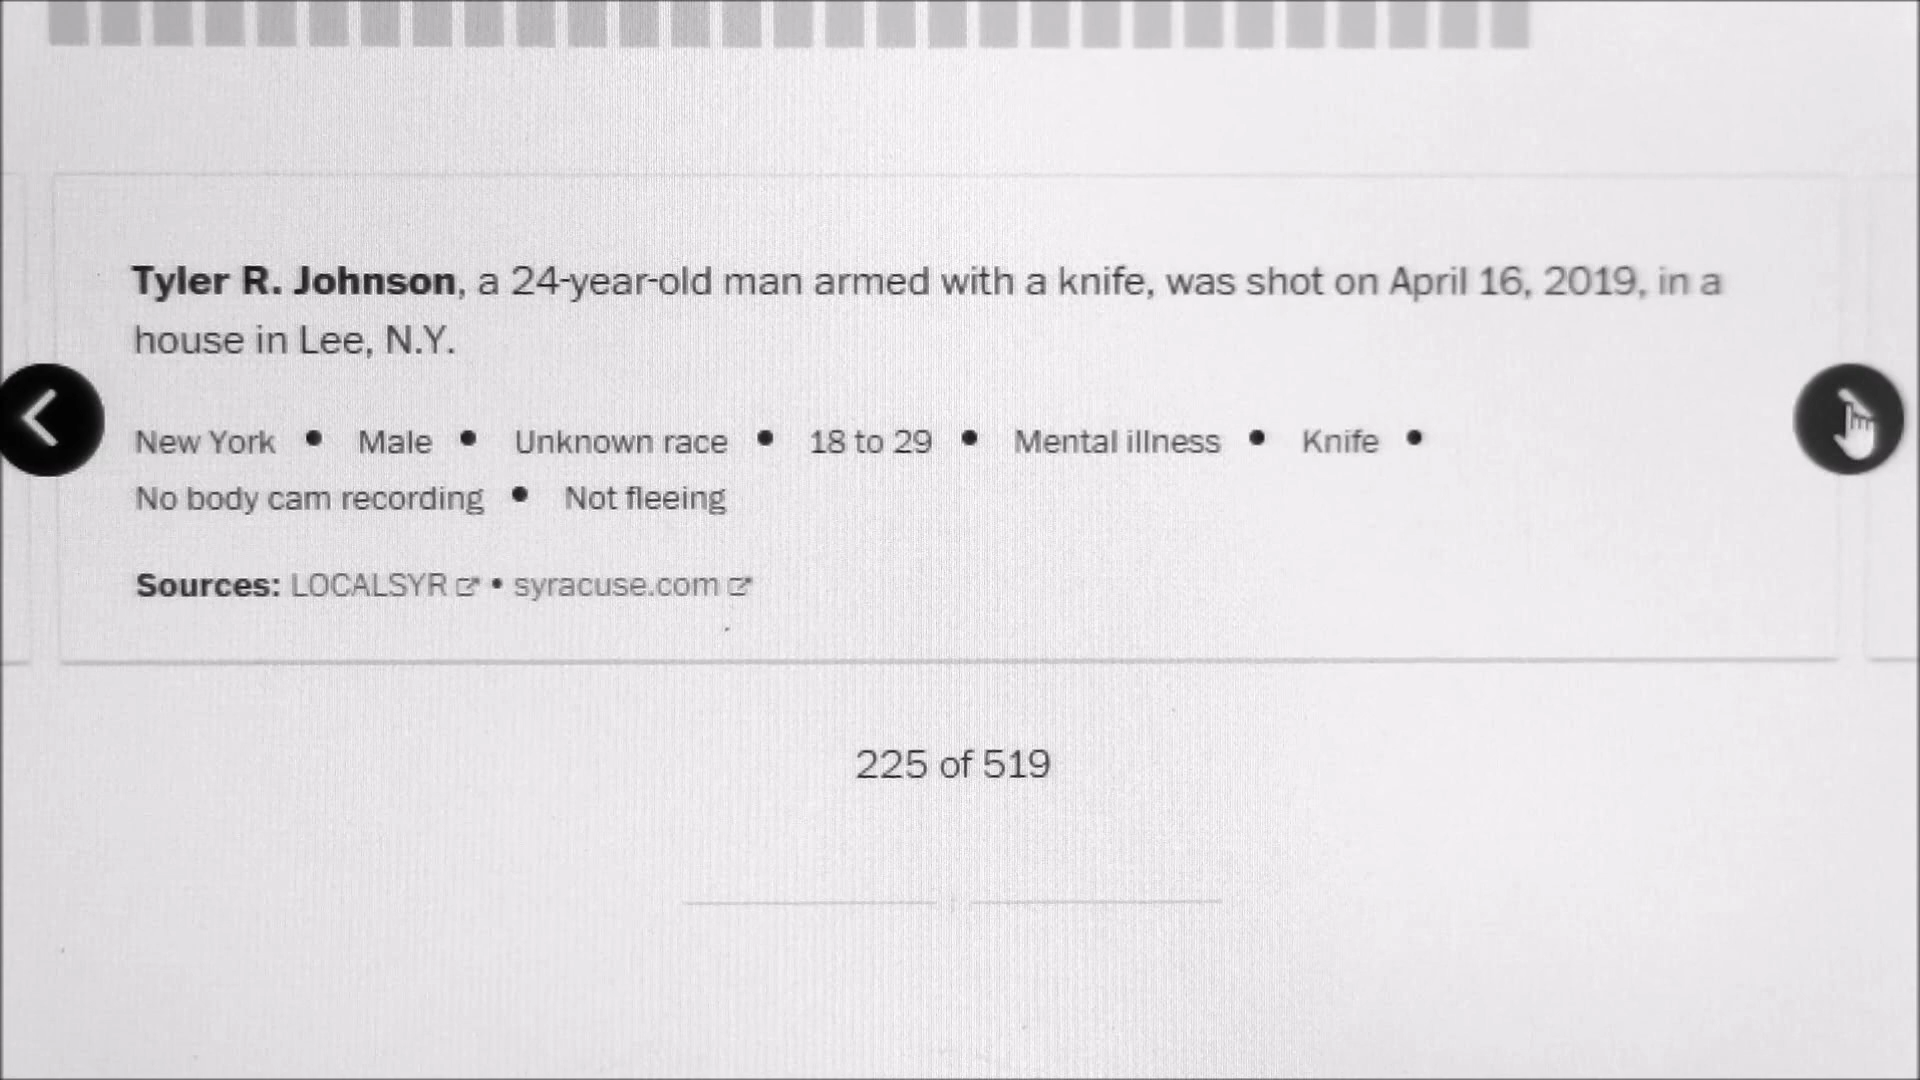 Tyler R. Johnson, a 24-year-old man armed with a knife, was shot on April 16, 2019, in a
house in Lee, N.Y.
New York • Male • Unknown race • 18 to 29 • Mental illness • Knife •
No body cam recording • Not fleeing
Sources: LOCALSYR • syracuse.com
225 of 519